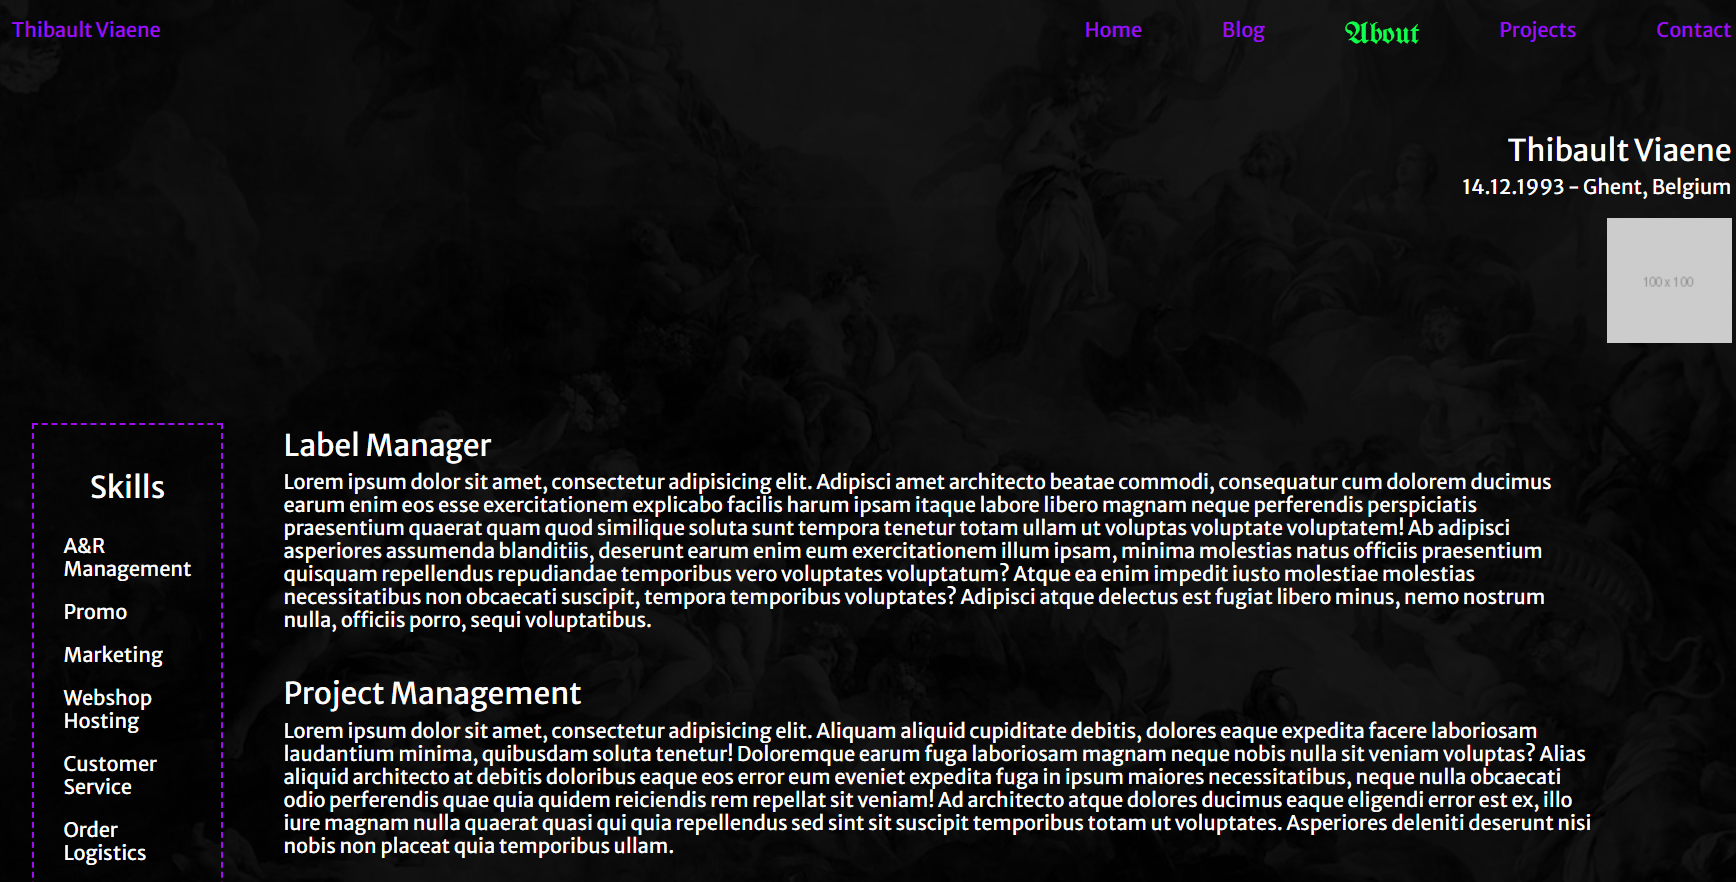 Thibault Viaene
Home Blog About Projects Contact
Thibault Viaene
14.12.1993 - Ghent, Belgium
100 x 100
Skills
A&R
Management
Promo
Marketing
Webshop
Hosting
Customer
Service
Order
Logistics
Label Manager
Lorem ipsum dolor sit amet, consectetur adipisicing elit. Adipisci amet architecto beatae commodi, consequatur cum dolorem ducimus
earum enim eos esse exercitationem explicabo facilis harum ipsam itaque labore libero magnam neque perferendis perspiciatis
praesentium quaerat quam quod similique soluta sunt tempora tenetur totam ullam ut voluptas voluptate voluptatem! Ab adipisci
asperiores assumenda blanditiis, deserunt earum enim eum exercitationem illum ipsam, minima molestias natus officiis praesentium
quisquam repellendus repudiandae temporibus vero voluptates voluptatum? Atque ea enim impedit iusto molestiae molestias
necessitatibus non obcaecati suscipit, tempora temporibus voluptates? Adipisci atque delectus est fugiat libero minus, nemo nostrum
nulla, officiis porro, sequi voluptatibus.
Project Management
Lorem ipsum dolor sit amet, consectetur adipisicing elit. Aliquam aliquid cupiditate debitis, dolores eaque expedita facere laboriosam
laudantium minima, quibusdam soluta tenetur! Doloremque earum fuga laboriosam magnam neque nobis nulla sit veniam voluptas? Alias
aliquid architecto at debitis doloribus eaque eos error eum eveniet expedita fuga in ipsum maiores necessitatibus, neque nulla obcaecati
odio perferendis quae quia quidem reiciendis rem repellat sit veniam! Ad architecto atque dolores ducimus eaque eligendi error est ex, illo
iure magnam nulla quaerat quasi qui quia repellendus sed sint sit suscipit temporibus totam ut voluptates. Asperiores deleniti deserunt nisi
nobis non placeat quia temporibus ullam.